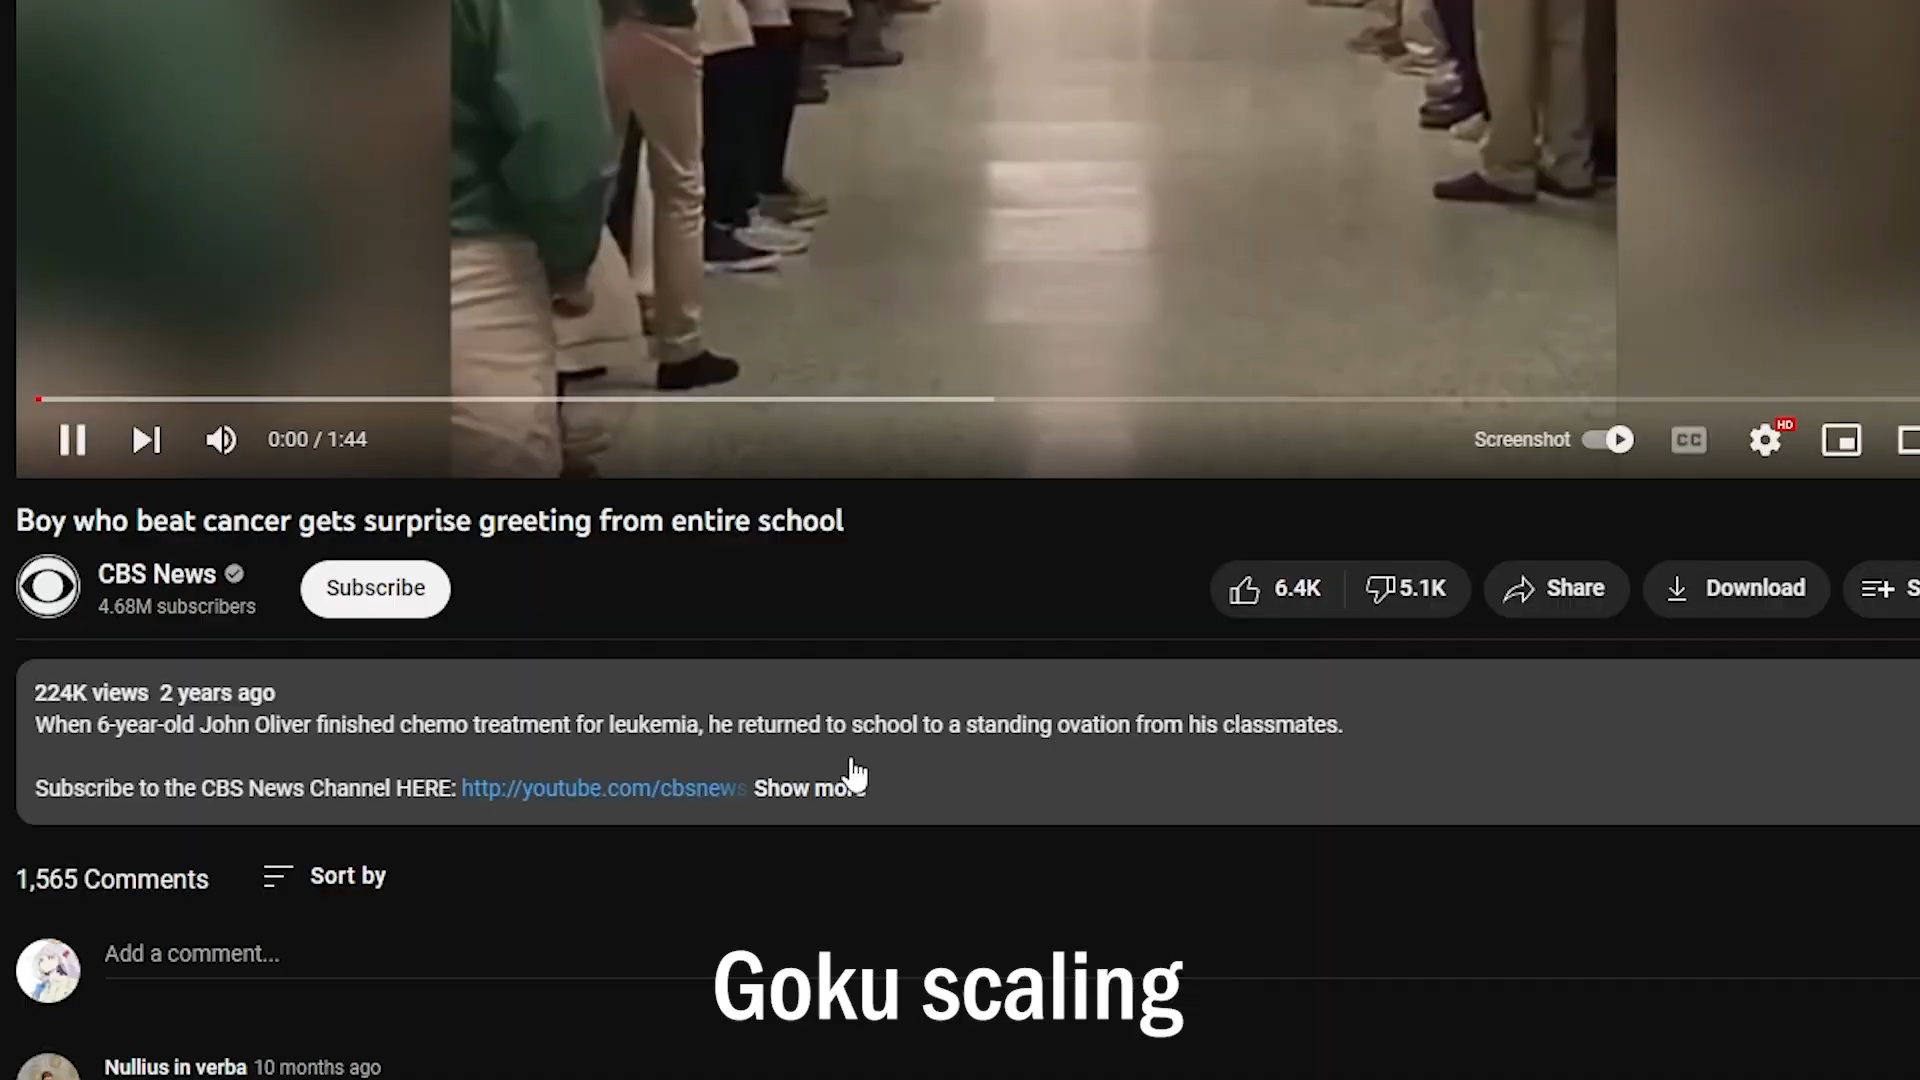 0:00 / 1:44
Screenshot
CC
HD
Boy who beat cancer gets surprise greeting from entire school
CBS News
4.68M subscribers
Subscribe
6.4K
5.1K
Share
Download
S
224K views 2 years ago
When 6-year-old John Oliver finished chemo treatment for leukemia, he returned to school to a standing ovation from his classmates.
Subscribe to the CBS News Channel HERE: http://youtube.com/cbsnews Show more
1,565 Comments
Sort by
Add a comment...
Goku scaling
Nullius in verba 10 months ago